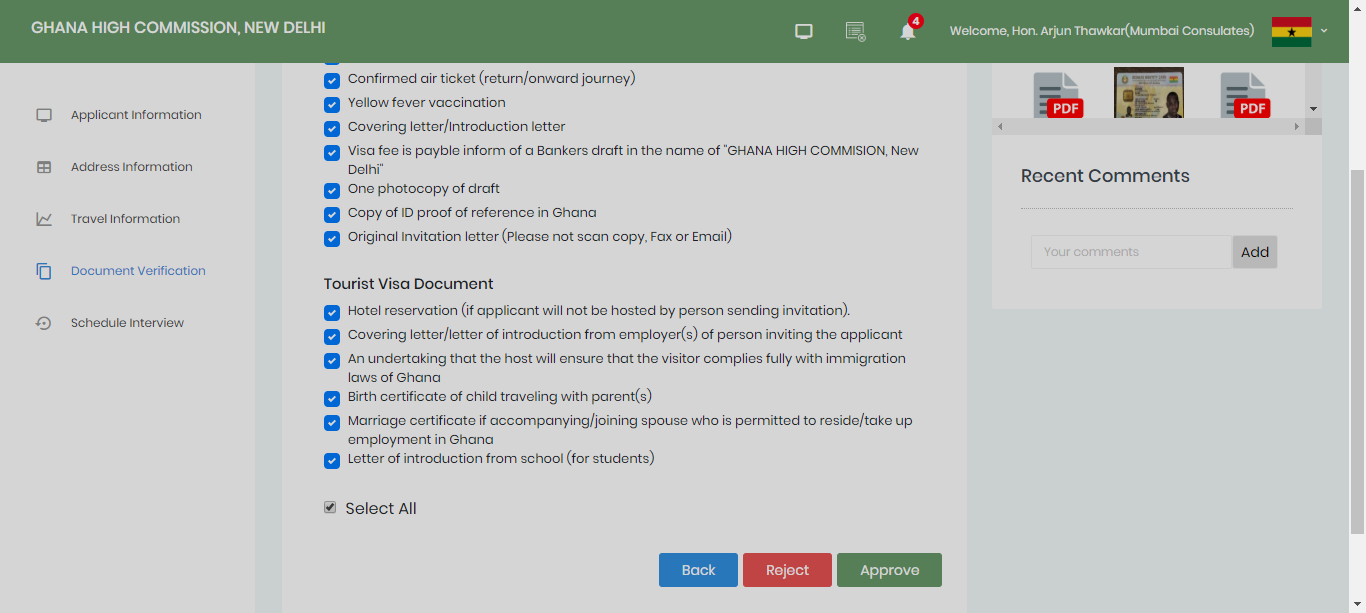 GHANA HIGH COMMISSION, NEW DELHI
4
Welcome, Hon. Arjun Thawkar(Mumbai Consulates)
Applicant Information
Address Information
Travel Information
Document Verification
Schedule Interview
Confirmed air ticket (return/onward journey)
Yellow fever vaccination
Covering letter/Introduction letter
Visa fee is payble inform of a Bankers draft in the name of "GHANA HIGH COMMISION, New
Delhi"
One photocopy of draft
Copy of ID proof of reference in Ghana
Original Invitation letter (Please not scan copy, Fax or Email)
Tourist Visa Document
Hotel reservation (if applicant will not be hosted by person sending invitation).
Covering letter/letter of introduction from employer(s) of person inviting the applicant
An undertaking that the host will ensure that the visitor complies fully with immigration
laws of Ghana
Birth certificate of child traveling with parent(s)
Marriage certificate if accompanying/joining spouse who is permitted to reside/take up
employment in Ghana
Letter of introduction from school (for students)
Select All
Back
Reject
Approve
PDF
PDF
Recent Comments
Your comments
Add